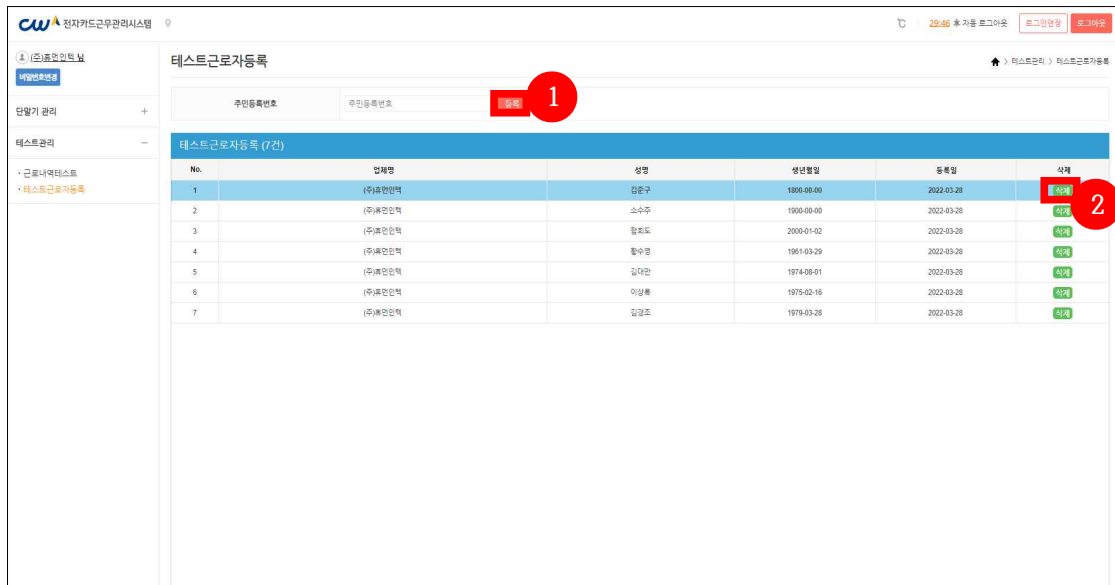 CW 전자카드근무관리시스템
℃ 29:46 후 자동 로그아웃 로그인연장 로그아웃
(주)휴먼인텍 님
비밀번호변경
단말기 관리 +
테스트관리 −
· 근로내역테스트
· 테스트근로자등록
테스트근로자등록
> 테스트관리 > 테스트근로자등록
주민등록번호 주민등록번호 등록 1
테스트근로자등록 (7건)
No. 업체명 성명 생년월일 등록일 삭제
1 (주)휴먼인텍 김준구 1800-00-00 2022-03-28 삭제 2
2 (주)휴먼인텍 소수주 1900-00-00 2022-03-28 삭제
3 (주)휴먼인텍 함희도 2000-01-02 2022-03-28 삭제
4 (주)휴먼인텍 황수영 1961-03-29 2022-03-28 삭제
5 (주)휴먼인텍 김대만 1974-08-01 2022-03-28 삭제
6 (주)휴먼인텍 이상록 1975-02-16 2022-03-28 삭제
7 (주)휴먼인텍 김경조 1979-03-28 2022-03-28 삭제